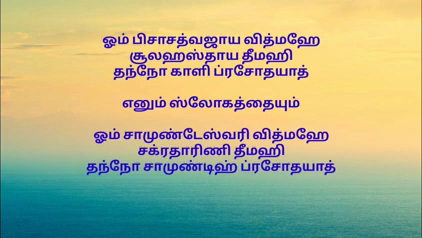 ஓம் பிசாசத்வஜாய வித்மஹே
சூலஹஸ்தாய தீமஹி
தந்நோ காளி ப்ரசோதயாத்
எனும் ஸ்லோகத்தையும்
ஓம் சாமுண்டேஸ்வரி வித்மஹே
சக்ரதாரிணி தீமஹி
தந்நோ சாமுண்டிஹ் ப்ரசோதயாத்